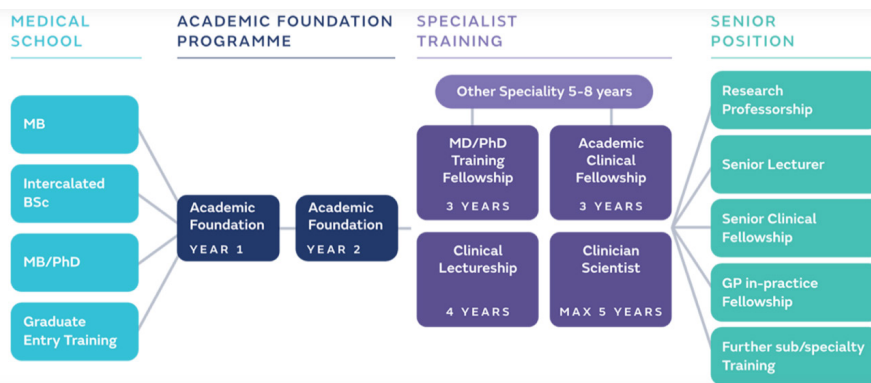 MEDICAL
SCHOOL
MB
Intercalated
BSc
MB/PhD
Graduate
Entry Training
ACADEMIC FOUNDATION
PROGRAMME
Academic
Foundation
YEAR 1
Academic
Foundation
YEAR 2
SPECIALIST
TRAINING
Other Speciality 5-8 years
MD/PhD
Training
Fellowship
3 YEARS
Academic
Clinical
Fellowship
3 YEARS
Clinical
Lectureship
4 YEARS
Clinician
Scientist
MAX 5 YEARS
SENIOR
POSITION
Research
Professorship
Senior Lecturer
Senior Clinical
Fellowship
GP in-practice
Fellowship
Further sub/specialty
Training